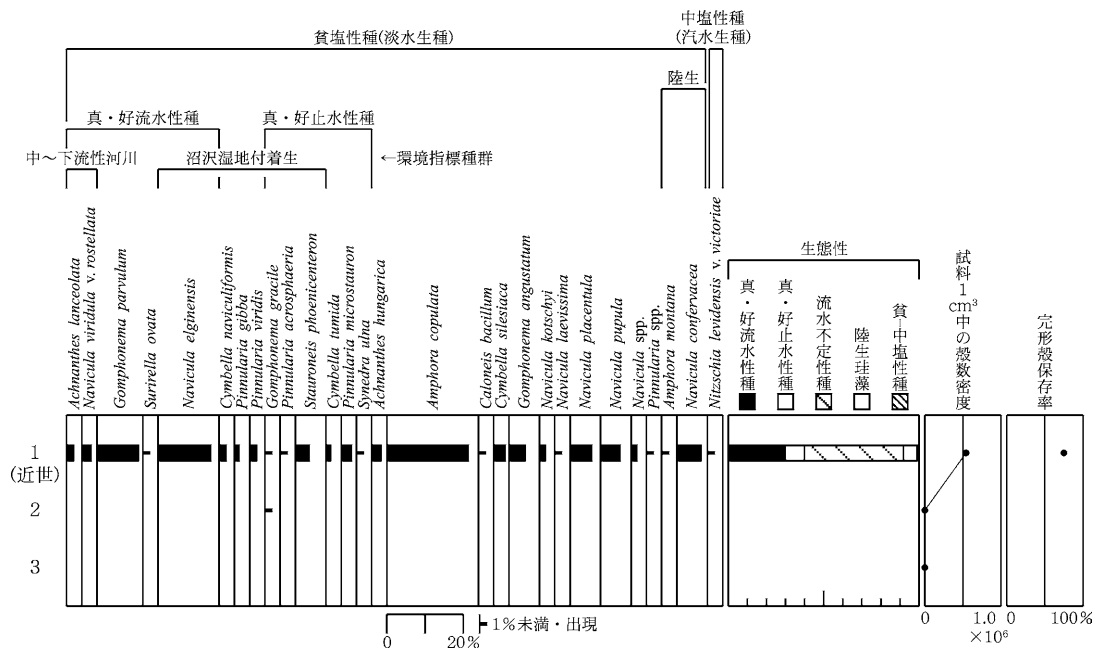 中塩性種
(汽水生種)
貧塩性種(淡水生種)
陸生
真・好流水性種
真・好止水性種
中～下流性河川
沼沢湿地付着生
←環境指標種群
Achnanthes lanceolata
Navicula viridula v. rostellata
Gomphonema parvulum
Surirella ovata
Navicula elginensis
Cymbella naviculiformis
Pinnularia gibba
Pinnularia viridis
Gomphonema gracile
Pinnularia acrosphaeria
Stauroneis phoenicenteron
Cymbella tumida
Pinnularia microstauron
Synedra ulna
Achnanthes hungarica
Amphora copulata
Caloneis bacillum
Cymbella silesiaca
Gomphonema angustatum
Navicula kotschyi
Navicula laevissima
Navicula placentula
Navicula pupula
Navicula spp.
Pinnularia spp.
Amphora montana
Navicula confervacea
Nitzschia levidensis v. victoriae
生態性
真・好流水性種
真・好止水性種
流水不定性種
陸生珪藻
貧–中塩性種
試料1cm³中の殻数密度
完形殻保存率
1
(近世)
2
3
0 20%
1%未満・出現
0 1.0
×10⁶
0 100%